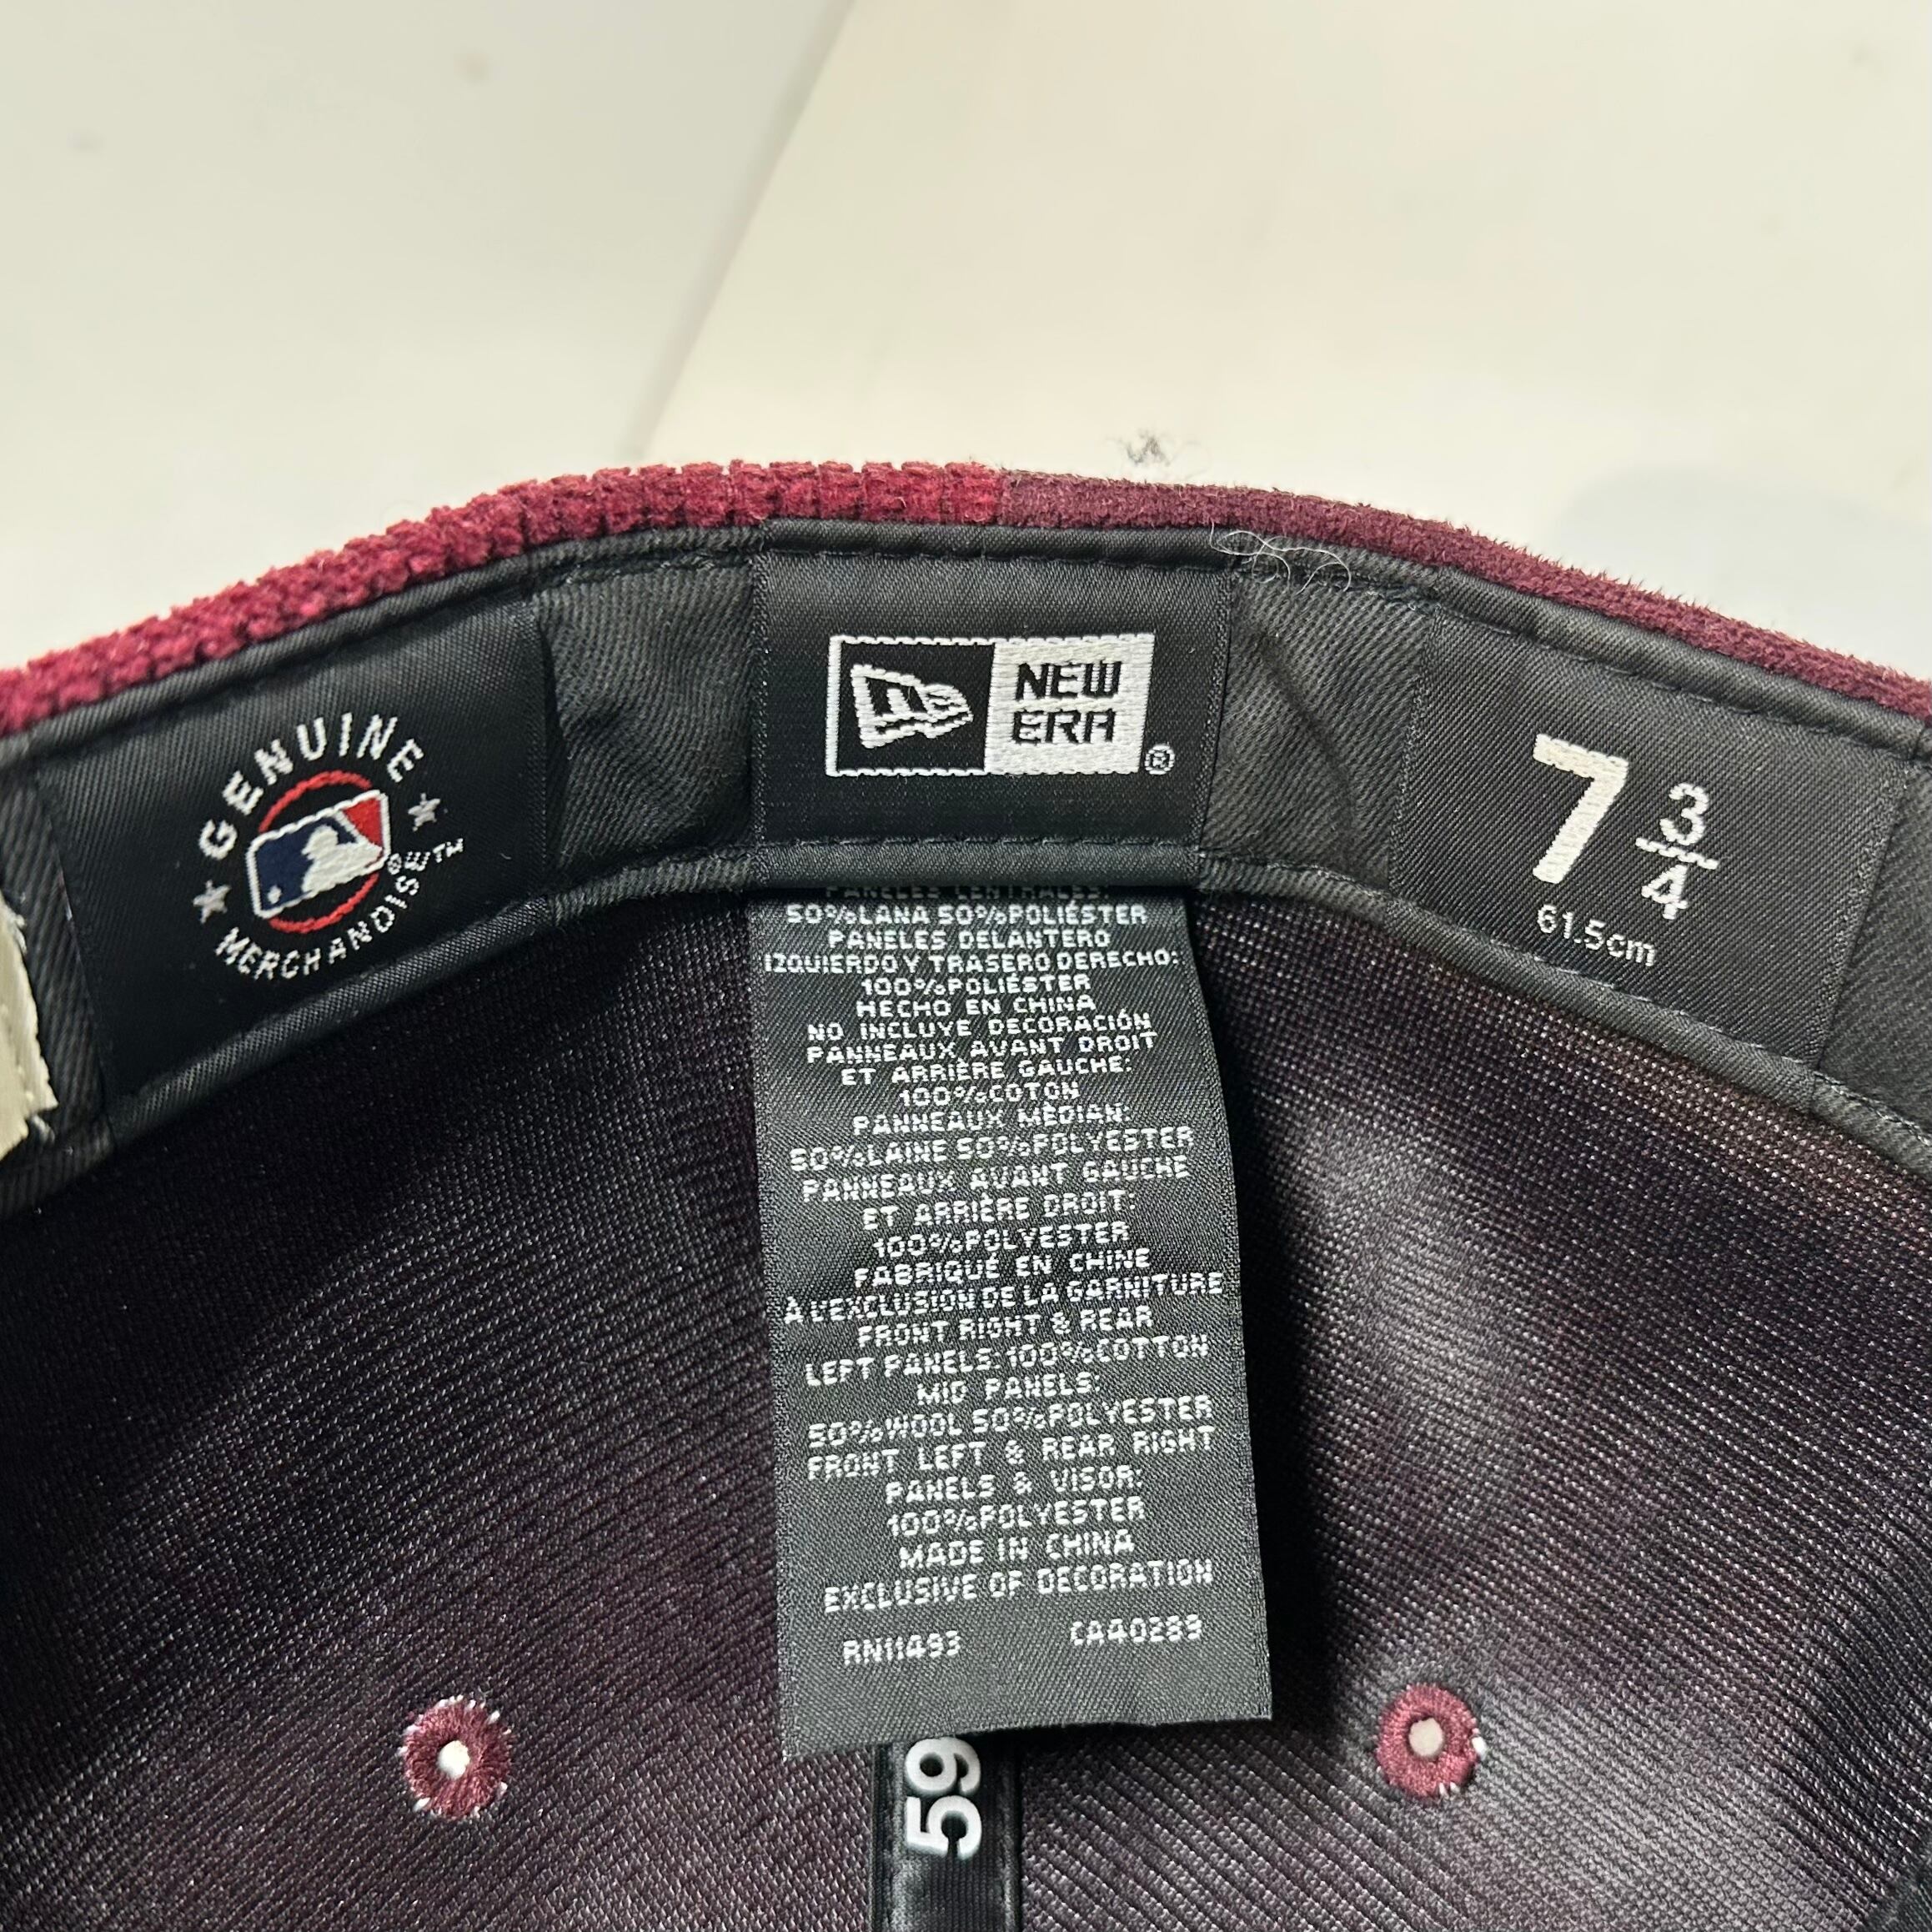 GENUINE
MERCHANDISE™
NEW
ERA
®
7 3/4
61.5cm
PANELES CENTRALES:
50%LANA 50%POLIÉSTER
PANELES DELANTERO
IZQUIERDO Y TRASERO DERECHO:
100%POLIÉSTER
HECHO EN CHINA
NO INCLUYE DECORACIÓN
PANNEAUX AVANT DROIT
ET ARRIÈRE GAUCHE:
100%COTON
PANNEAUX MÉDIAN:
50%LAINE 50%POLYESTER
PANNEAUX AVANT GAUCHE
ET ARRIÈRE DROIT:
100%POLYESTER
FABRIQUÉ EN CHINE
À L'EXCLUSION DE LA GARNITURE
FRONT RIGHT & REAR
LEFT PANELS:100%COTTON
MID PANELS:
50%WOOL 50%POLYESTER
FRONT LEFT & REAR RIGHT
PANELS & VISOR:
100%POLYESTER
MADE IN CHINA
EXCLUSIVE OF DECORATION
RN11493 CA40289
59